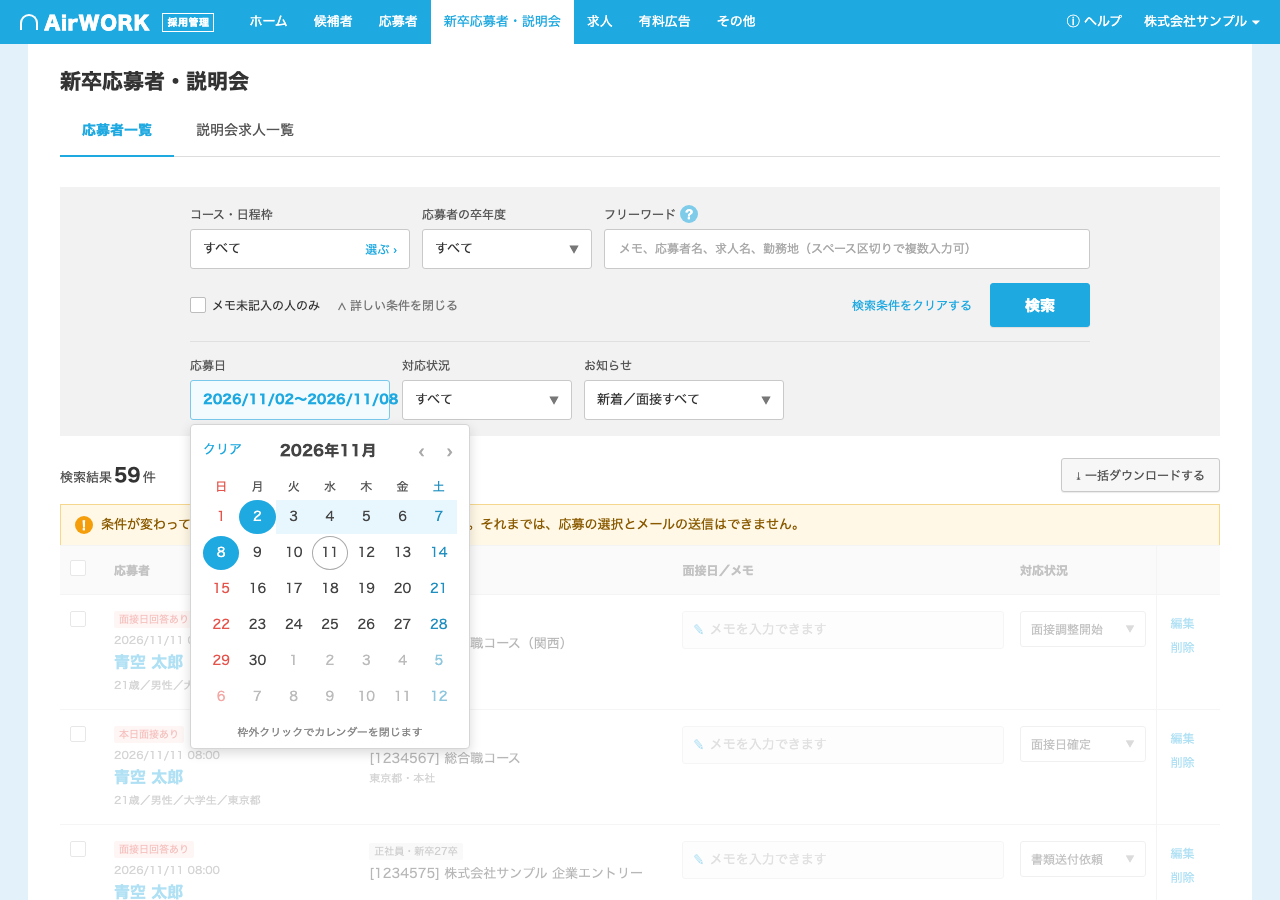 AirWORK 採用管理 ホーム 候補者 応募者 新卒応募者・説明会 求人 有料広告 その他 ヘルプ 株式会社サンプル
新卒応募者・説明会
応募者一覧 説明会求人一覧
コース・日程枠 応募者の卒年度 フリーワード ?
すべて 選ぶ › すべて ▼ メモ、応募者名、求人名、勤務地（スペース区切りで複数入力可）
メモ未記入の人のみ ∧ 詳しい条件を閉じる 検索条件をクリアする 検索
応募日 対応状況 お知らせ
2026/11/02〜2026/11/08 すべて ▼ 新着／面接すべて ▼
クリア 2026年11月 ‹ ›
日 月 火 水 木 金 土
1 2 3 4 5 6 7
8 9 10 11 12 13 14
15 16 17 18 19 20 21
22 23 24 25 26 27 28
29 30 1 2 3 4 5
6 7 8 9 10 11 12
枠外クリックでカレンダーを閉じます
検索結果 59 件 ↓一括ダウンロードする
! 条件が変わって 。それまでは、応募の選択とメールの送信はできません。
応募者 面接日／メモ 対応状況
面接日回答あり
2026/11/11
青空 太郎
21歳／男性／
職コース（関西）
✎ メモを入力できます
面接調整開始 ▼
編集
削除
本日面接あり
2026/11/11 08:00
青空 太郎
21歳／男性／大学生／東京都
[1234567] 総合職コース
東京都・本社
✎ メモを入力できます
面接日確定 ▼
編集
削除
面接日回答あり
2026/11/11 08:00
青空 太郎
正社員・新卒27卒
[1234575] 株式会社サンプル 企業エントリー
✎ メモを入力できます
書類送付依頼 ▼
編集
削除